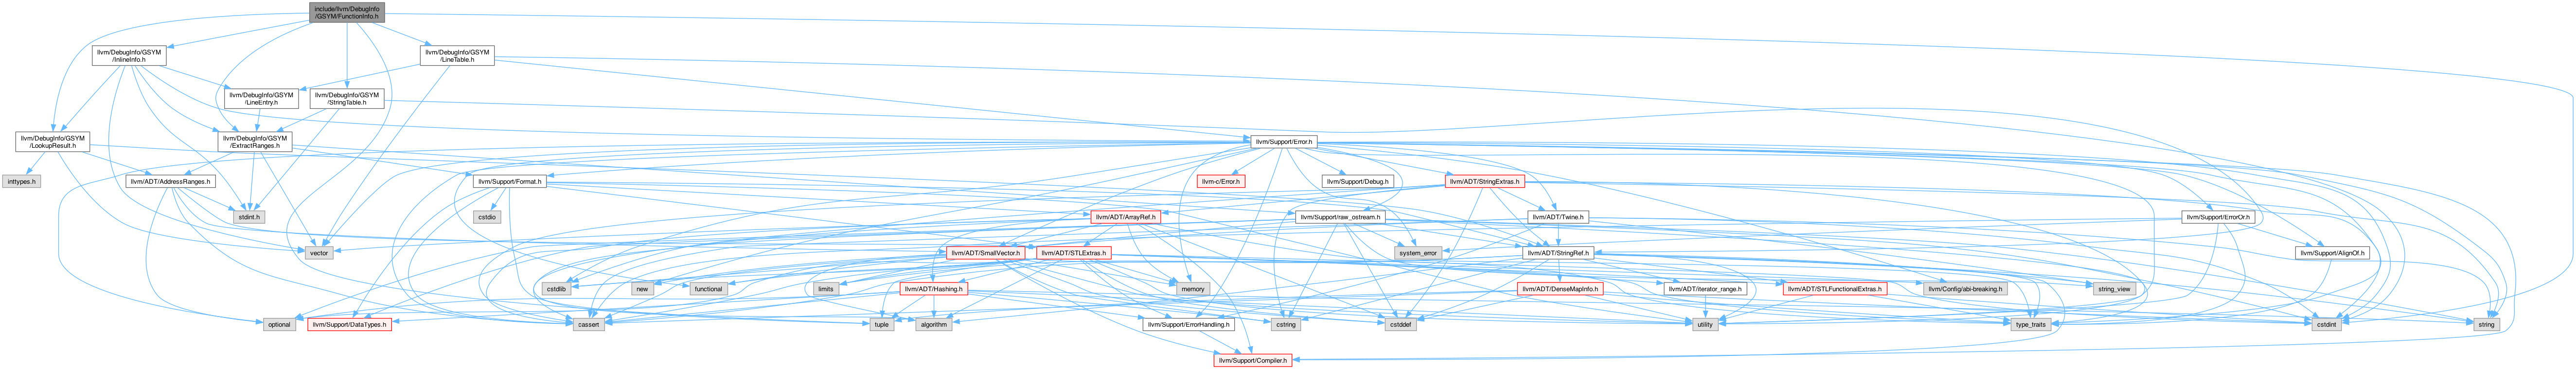 include/llvm/DebugInfo
/GSYM/FunctionInfo.h
llvm/DebugInfo/GSYM
/InlineInfo.h
llvm/DebugInfo/GSYM
/LineTable.h
llvm/DebugInfo/GSYM
/LineEntry.h
llvm/DebugInfo/GSYM
/StringTable.h
llvm/DebugInfo/GSYM
/LookupResult.h
llvm/DebugInfo/GSYM
/ExtractRanges.h
llvm/Support/Error.h
inttypes.h
llvm/ADT/AddressRanges.h
llvm/Support/Format.h
llvm-c/Error.h
llvm/Support/Debug.h
llvm/ADT/StringExtras.h
stdint.h
cstdio
llvm/ADT/ArrayRef.h
llvm/Support/raw_ostream.h
llvm/ADT/Twine.h
llvm/Support/ErrorOr.h
vector
llvm/ADT/SmallVector.h
llvm/ADT/STLExtras.h
system_error
llvm/ADT/StringRef.h
llvm/Support/AlignOf.h
cstdlib
new
functional
limits
llvm/ADT/Hashing.h
memory
llvm/ADT/DenseMapInfo.h
llvm/ADT/iterator_range.h
llvm/ADT/STLFunctionalExtras.h
llvm/Config/abi-breaking.h
string_view
optional
llvm/Support/DataTypes.h
cassert
tuple
algorithm
llvm/Support/ErrorHandling.h
cstring
cstddef
utility
type_traits
cstdint
string
llvm/Support/Compiler.h